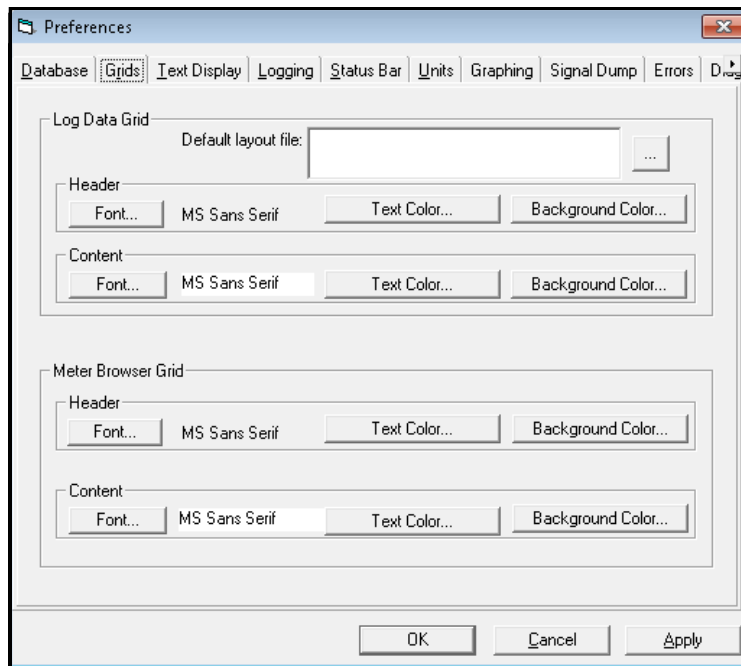 Preferences
Database Grids Text Display Logging Status Bar Units Graphing Signal Dump Errors
Log Data Grid
Default layout file:
...
Header
Font... MS Sans Serif Text Color... Background Color...
Content
Font... MS Sans Serif Text Color... Background Color...
Meter Browser Grid
Header
Font... MS Sans Serif Text Color... Background Color...
Content
Font... MS Sans Serif Text Color... Background Color...
OK Cancel Apply